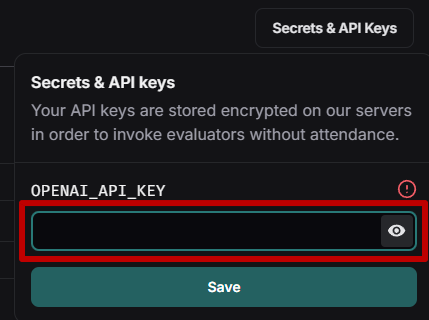 Secrets & API Keys
Secrets & API keys
Your API keys are stored encrypted on our servers
in order to invoke evaluators without attendance.
OPENAI_API_KEY
Save